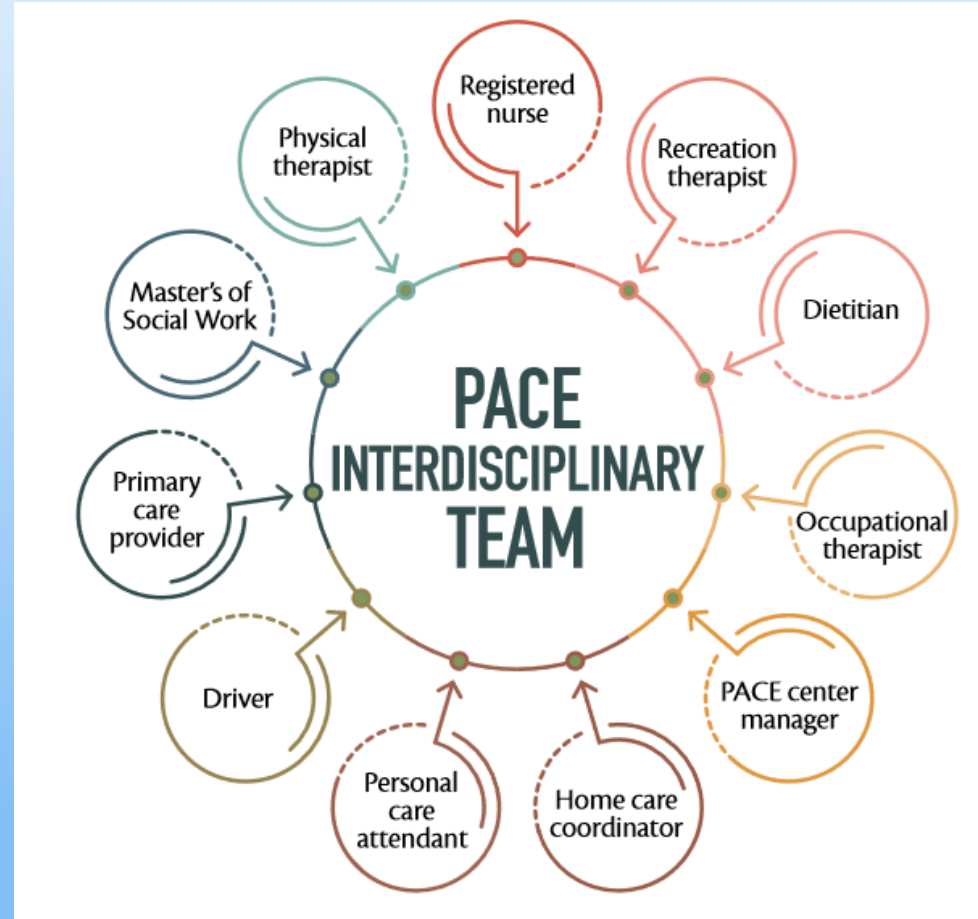 Registered
nurse
Recreation
therapist
Dietitian
Occupational
therapist
PACE center
manager
Home care
coordinator
Personal
care
attendant
Driver
Primary
care
provider
Master's of
Social Work
Physical
therapist
PACE
INTERDISCIPLINARY
TEAM